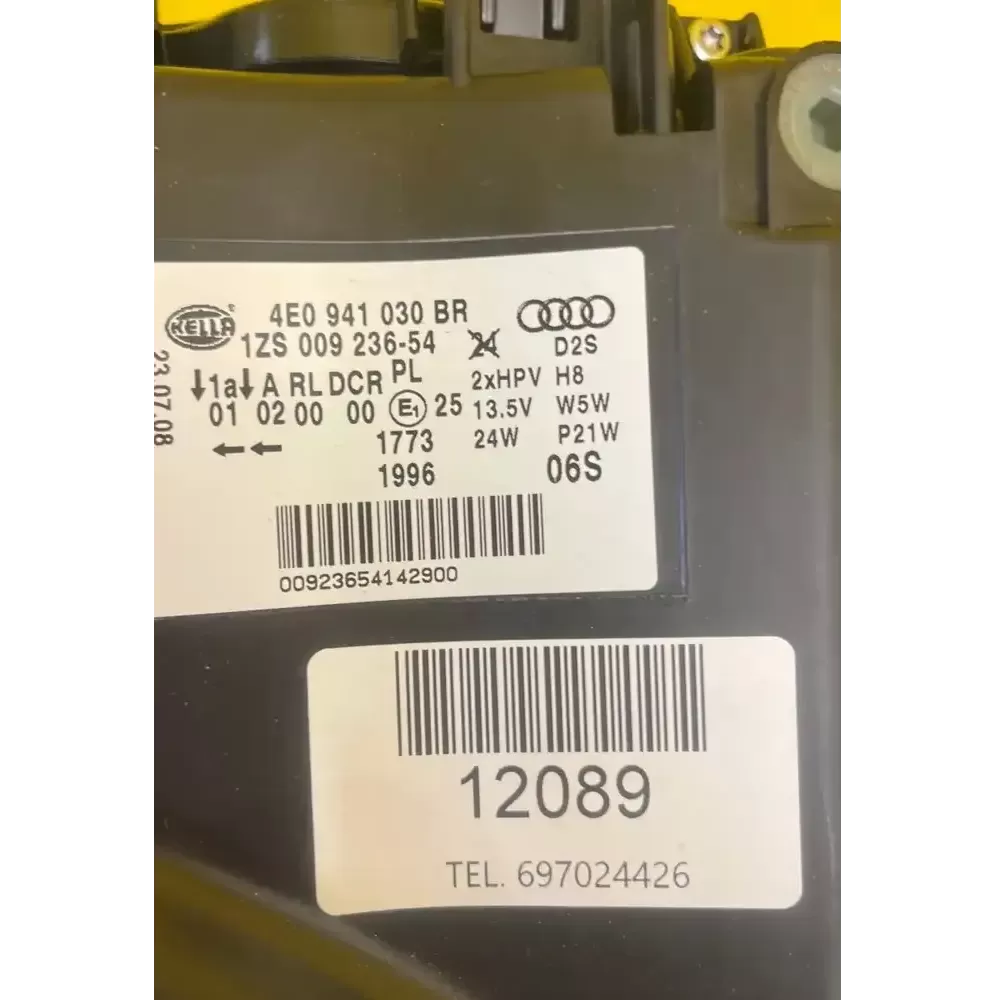 HELLA
®
4E0 941 030 BR
1ZS 009 236-54 24 D2S
↓1a↓ A RL DCR PL 2xHPV H8
01 02 00 00 E1 25 13.5V W5W
←← 1773 24W P21W
1996 06S
23.07.08
00923654142900
12089
TEL. 697024426